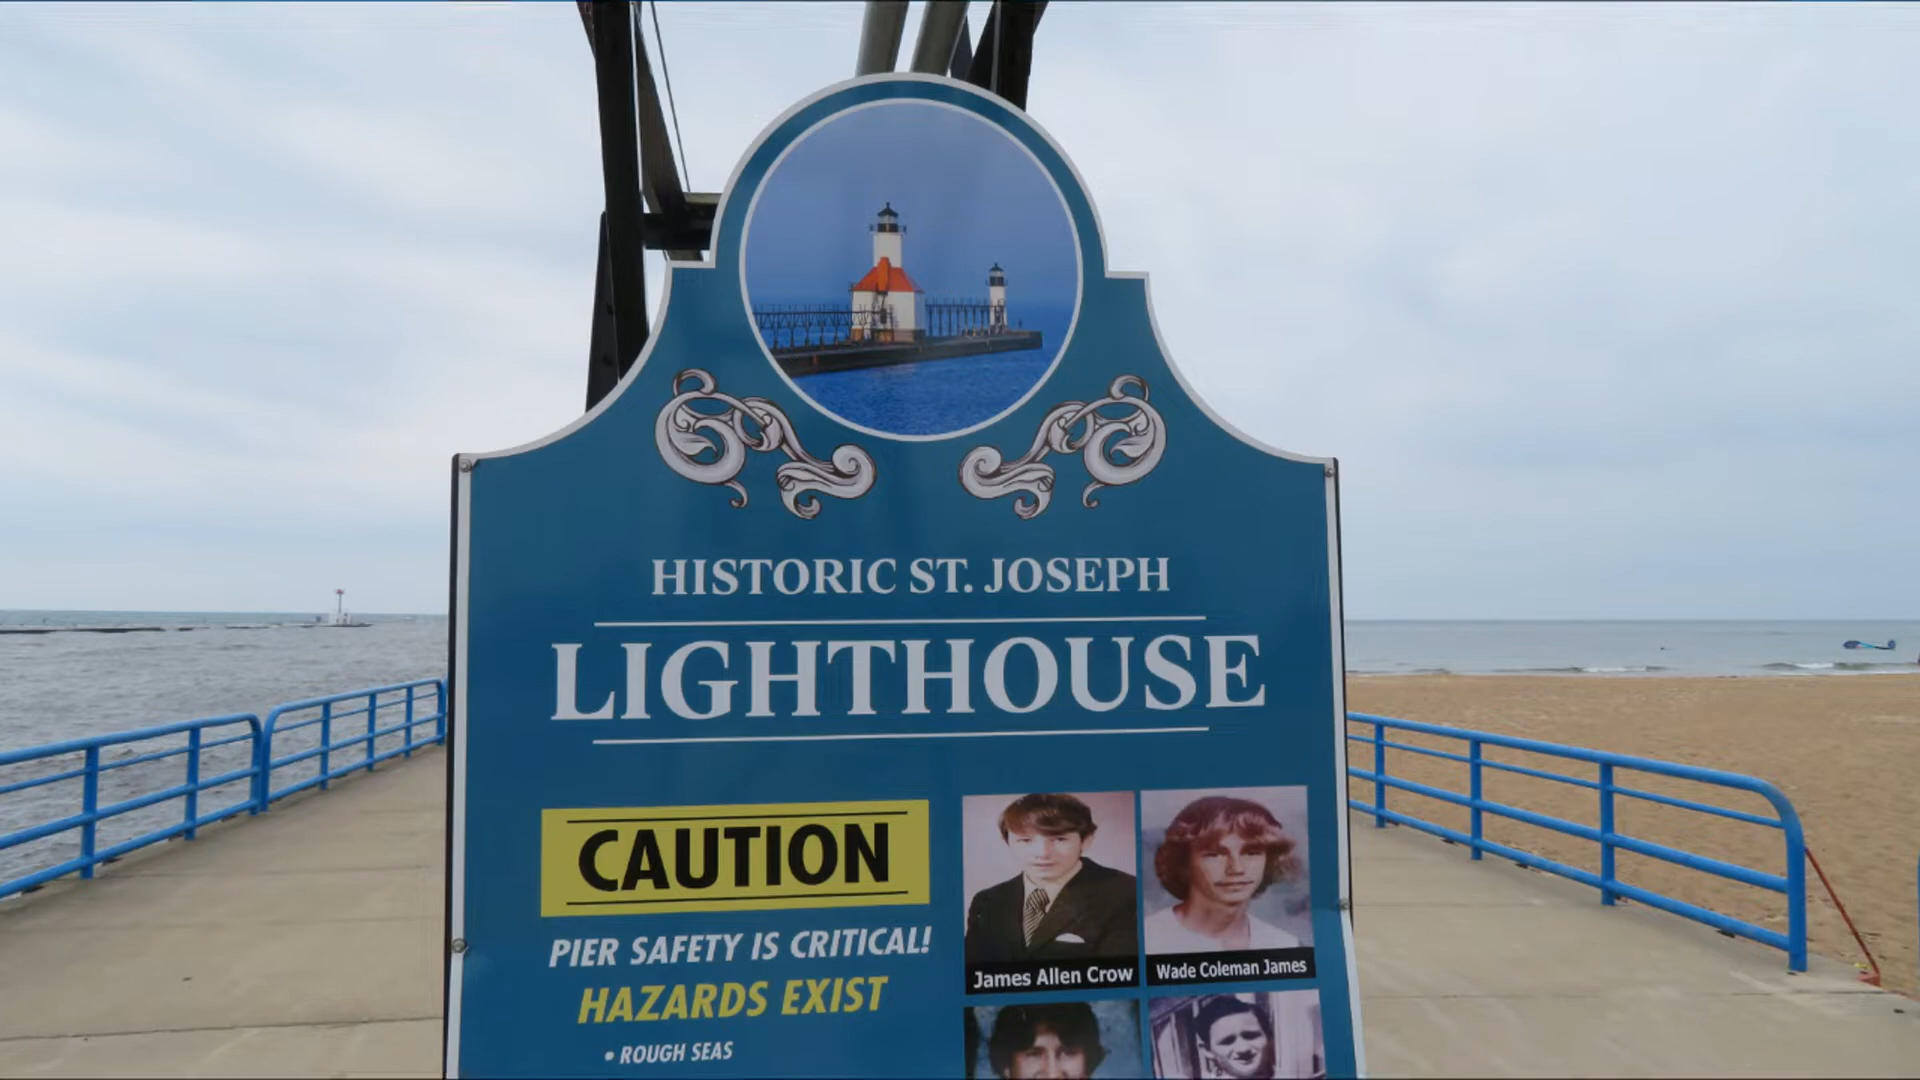 HISTORIC ST. JOSEPH
LIGHTHOUSE
CAUTION
PIER SAFETY IS CRITICAL!
HAZARDS EXIST
• ROUGH SEAS
James Allen Crow
Wade Coleman James